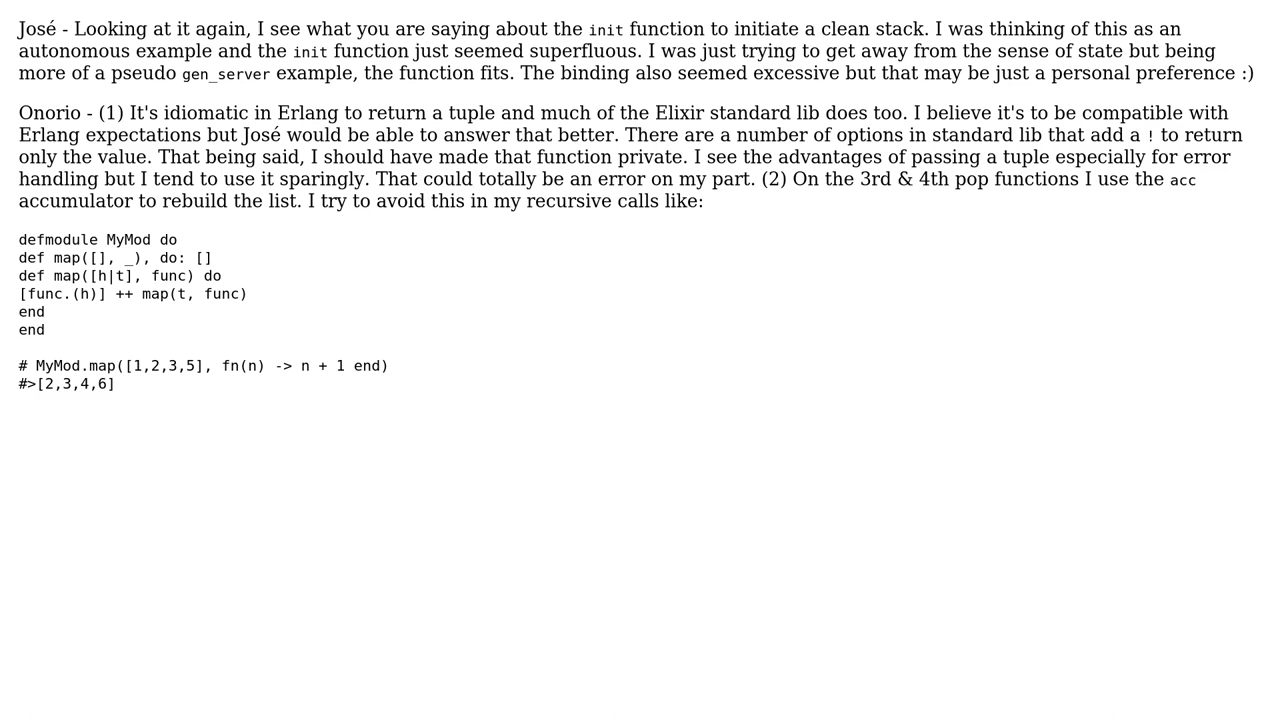 José - Looking at it again, I see what you are saying about the init function to initiate a clean stack. I was thinking of this as an
autonomous example and the init function just seemed superfluous. I was just trying to get away from the sense of state but being
more of a pseudo gen_server example, the function fits. The binding also seemed excessive but that may be just a personal preference :)
Onorio - (1) It's idiomatic in Erlang to return a tuple and much of the Elixir standard lib does too. I believe it's to be compatible with
Erlang expectations but José would be able to answer that better. There are a number of options in standard lib that add a ! to return
only the value. That being said, I should have made that function private. I see the advantages of passing a tuple especially for error
handling but I tend to use it sparingly. That could totally be an error on my part. (2) On the 3rd & 4th pop functions I use the acc
accumulator to rebuild the list. I try to avoid this in my recursive calls like:
defmodule MyMod do
def map([], _), do: []
def map([h|t], func) do
[func.(h)] ++ map(t, func)
end
end
# MyMod.map([1,2,3,5], fn(n) -> n + 1 end)
#>[2,3,4,6]